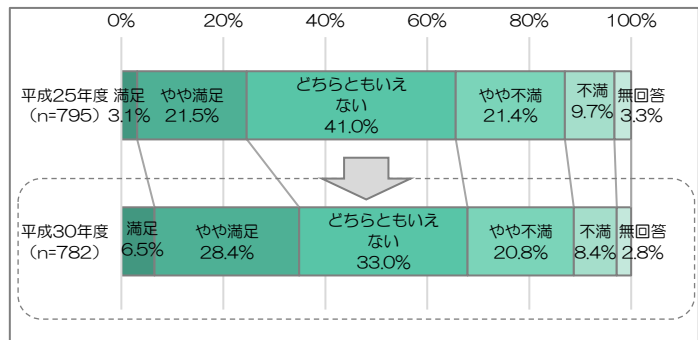 0% 20% 40% 60% 80% 100%
平成25年度
（n=795）
満足
3.1%
やや満足
21.5%
どちらともいえ
ない
41.0%
やや不満
21.4%
不満
9.7%
無回答
3.3%
平成30年度
（n=782）
満足
6.5%
やや満足
28.4%
どちらともいえ
ない
33.0%
やや不満
20.8%
不満
8.4%
無回答
2.8%